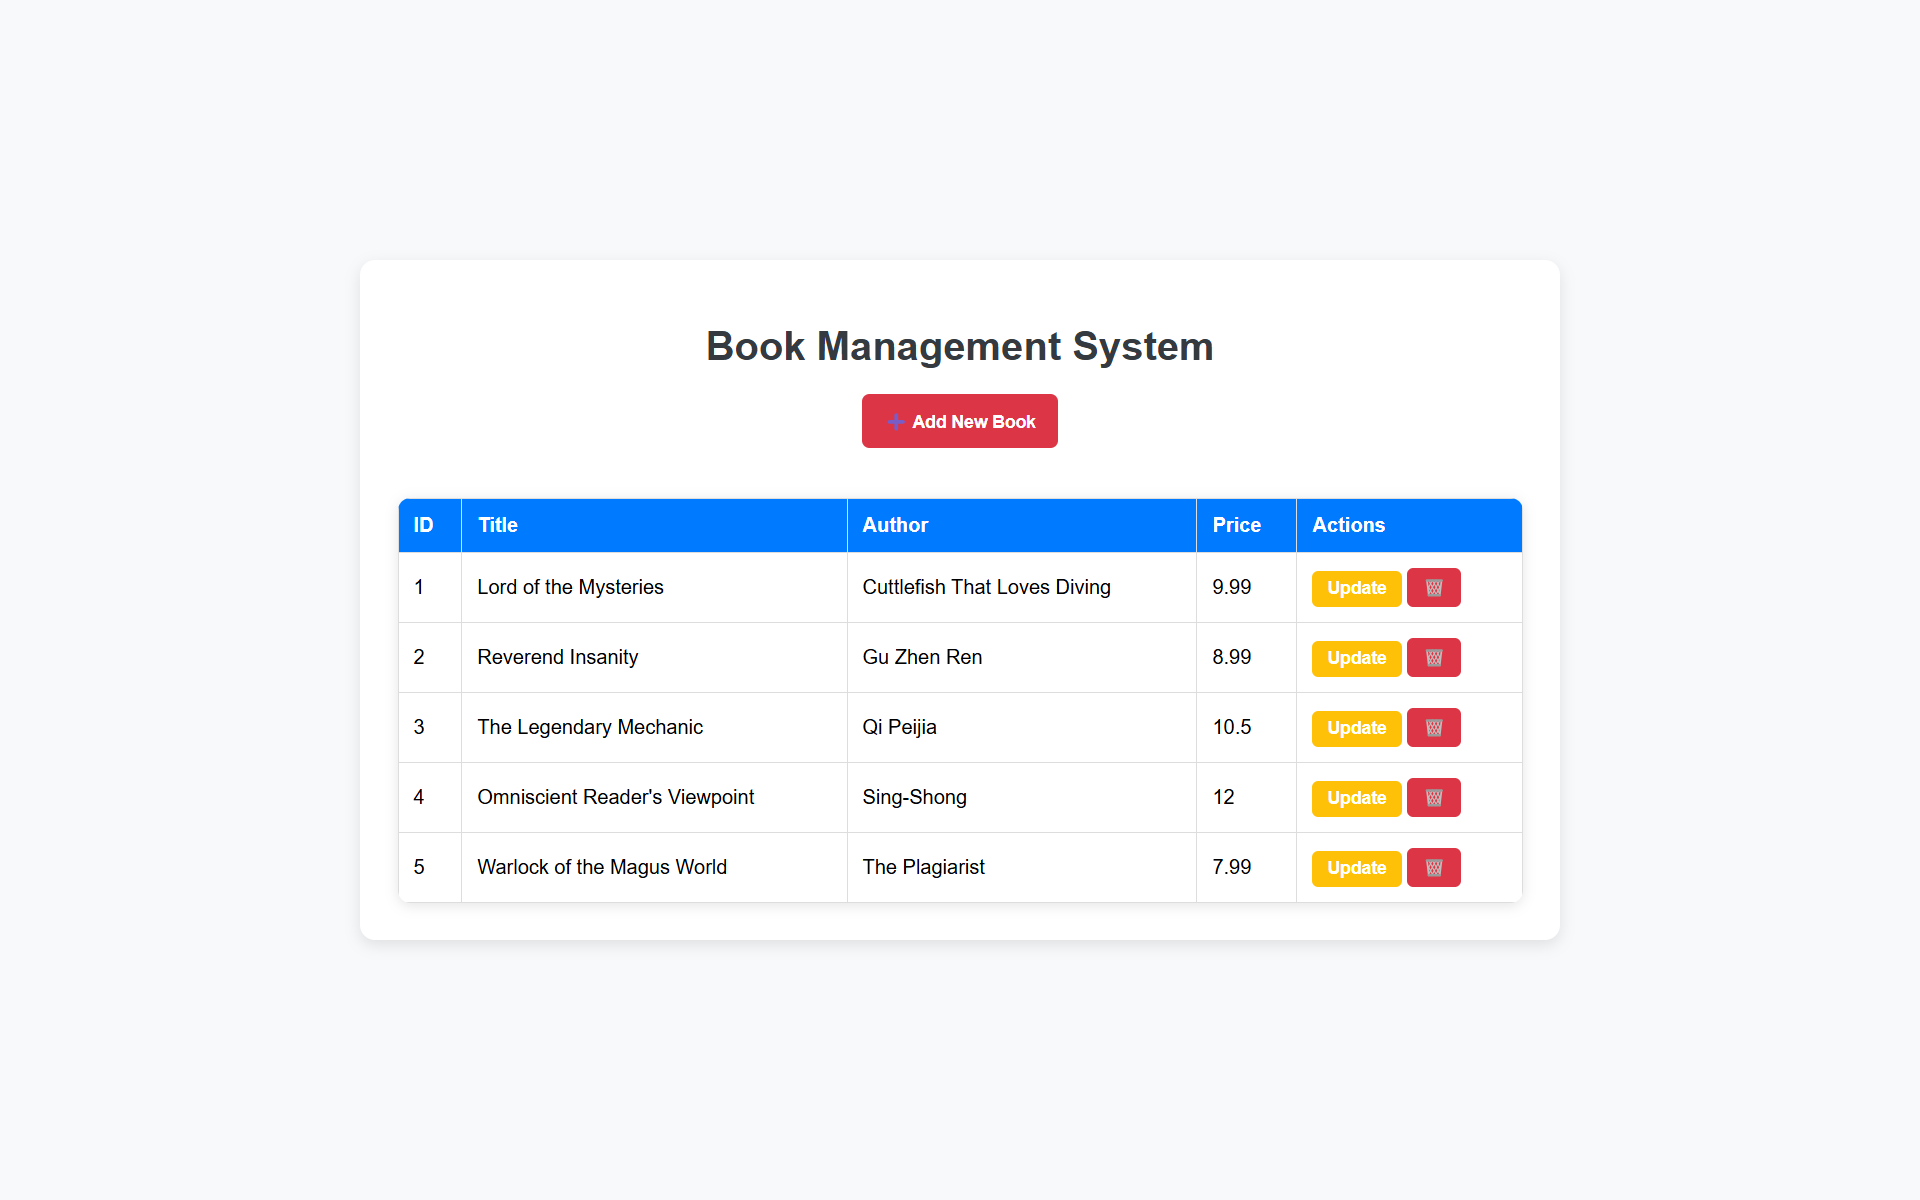 Book Management System
➕ Add New Book
ID Title Author Price Actions
1 Lord of the Mysteries Cuttlefish That Loves Diving 9.99 Update
2 Reverend Insanity Gu Zhen Ren 8.99 Update
3 The Legendary Mechanic Qi Peijia 10.5 Update
4 Omniscient Reader's Viewpoint Sing-Shong 12 Update
5 Warlock of the Magus World The Plagiarist 7.99 Update